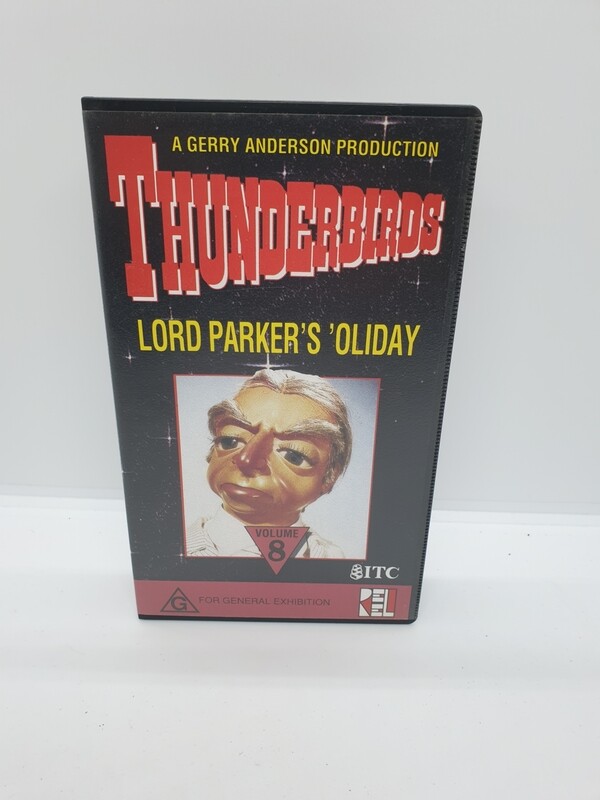 A GERRY ANDERSON PRODUCTION
THUNDERBIRDS
LORD PARKER'S 'OLIDAY
VOLUME
8
ITC
G FOR GENERAL EXHIBITION
REEL